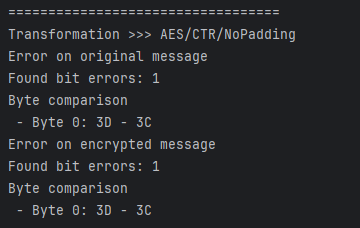 ==================================
Transformation >>> AES/CTR/NoPadding
Error on original message
Found bit errors: 1
Byte comparison
 - Byte 0: 3D - 3C
Error on encrypted message
Found bit errors: 1
Byte comparison
 - Byte 0: 3D - 3C